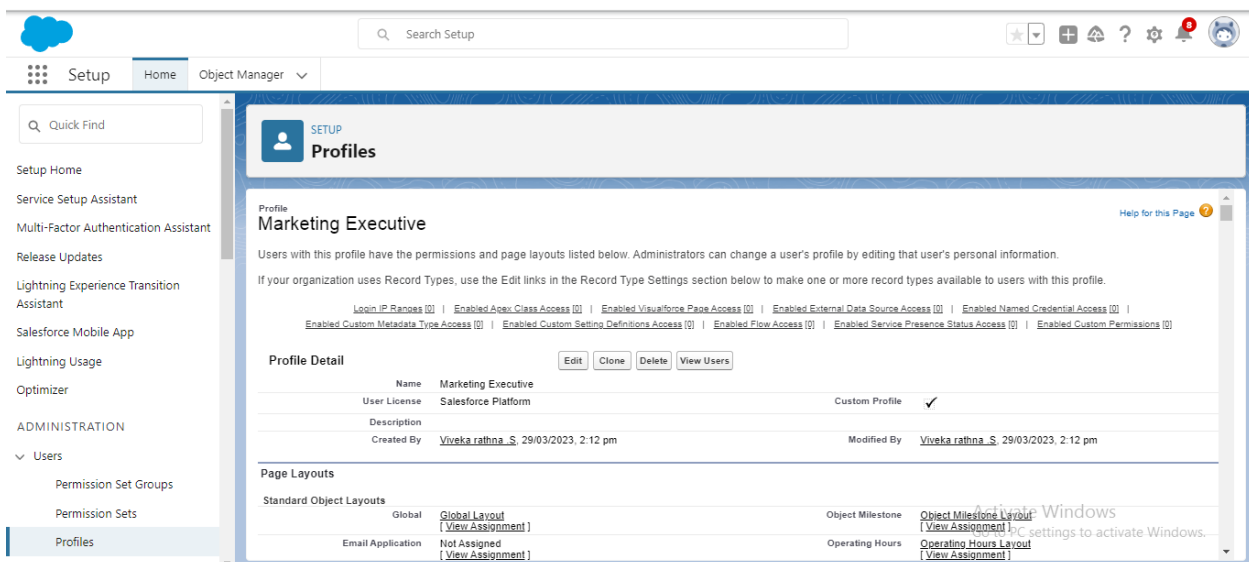 Search Setup
8
Setup Home Object Manager
Quick Find
Setup Home
Service Setup Assistant
Multi-Factor Authentication Assistant
Release Updates
Lightning Experience Transition
Assistant
Salesforce Mobile App
Lightning Usage
Optimizer
ADMINISTRATION
Users
Permission Set Groups
Permission Sets
Profiles
SETUP
Profiles
Profile
Marketing Executive
Help for this Page ?
Users with this profile have the permissions and page layouts listed below. Administrators can change a user's profile by editing that user's personal information.
If your organization uses Record Types, use the Edit links in the Record Type Settings section below to make one or more record types available to users with this profile.
Login IP Ranges [0] | Enabled Apex Class Access [0] | Enabled Visualforce Page Access [0] | Enabled External Data Source Access [0] | Enabled Named Credential Access [0] |
Enabled Custom Metadata Type Access [0] | Enabled Custom Setting Definitions Access [0] | Enabled Flow Access [0] | Enabled Service Presence Status Access [0] | Enabled Custom Permissions [0]
Profile Detail Edit Clone Delete View Users
Name Marketing Executive
User License Salesforce Platform Custom Profile ✓
Description
Created By Viveka rathna .S, 29/03/2023, 2:12 pm Modified By Viveka rathna .S, 29/03/2023, 2:12 pm
Page Layouts
Standard Object Layouts
Global Global Layout Object Milestone Object Milestone Layout
[ View Assignment ] [ View Assignment ]
Email Application Not Assigned Operating Hours Operating Hours Layout
[ View Assignment ] [ View Assignment ]
Activate Windows
Go to PC settings to activate Windows.